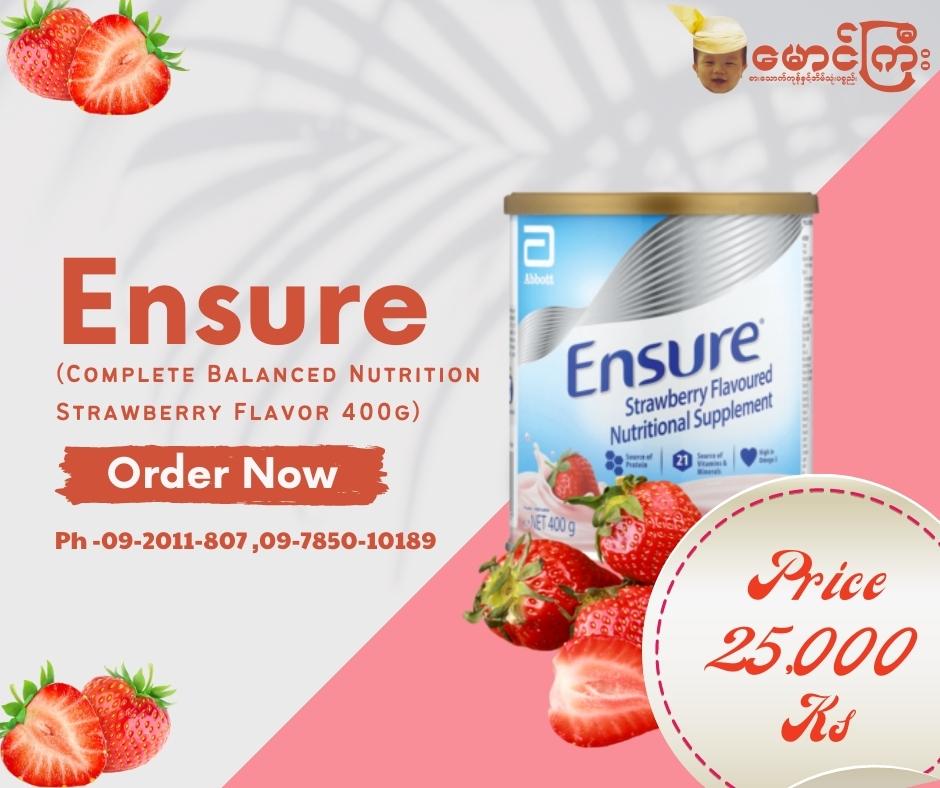 မောင်ကြီး
စားသောက်ကုန်နှင့်အိမ်သုံးပစ္စည်း
Ensure
(Complete Balanced Nutrition
Strawberry Flavor 400g)
Order Now
Ph -09-2011-807 ,09-7850-10189
Abbott
Ensure®
Strawberry Flavoured
Nutritional Supplement
Source of
Protein
21
Source of
Vitamins &
Minerals
High in
Omega 3
NET 400 g
Price
25,000
Ks